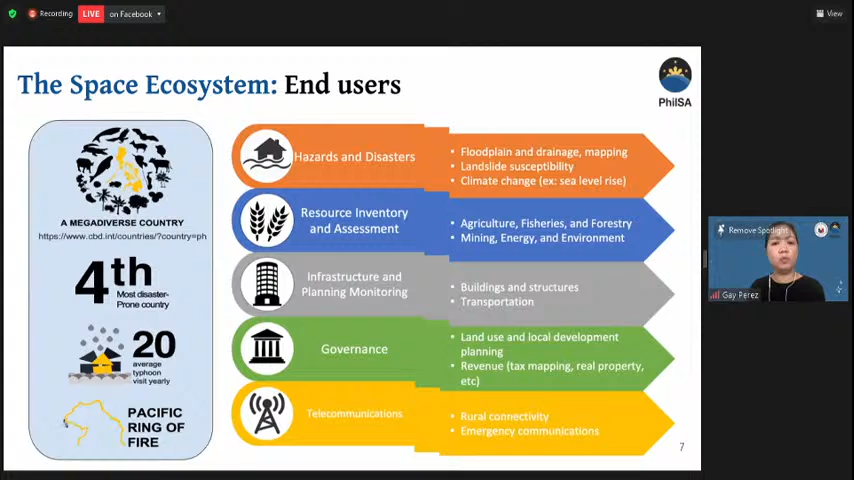 Recording
LIVE
on Facebook
View
The Space Ecosystem: End users
PhilSA
A MEGADIVERSE COUNTRY
https://www.cbd.int/countries/?country=ph
4th
Most disaster-
Prone country
20
average
typhoon
visit yearly
PACIFIC
RING OF
FIRE
Hazards and Disasters
• Floodplain and drainage, mapping
• Landslide susceptibility
• Climate change (ex: sea level rise)
Resource Inventory
and Assessment
• Agriculture, Fisheries, and Forestry
• Mining, Energy, and Environment
Infrastructure and
Planning Monitoring
• Buildings and structures
• Transportation
Governance
• Land use and local development
planning
• Revenue (tax mapping, real property,
etc)
Telecommunications
• Rural connectivity
• Emergency communications
7
Remove Spotlight
Gay Perez